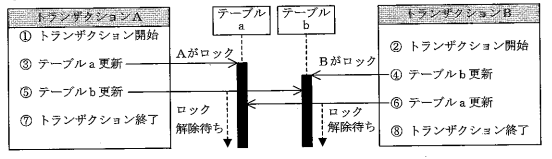 トランザクションA
① トランザクション開始
③ テーブルa更新
⑤ テーブルb更新
⑦ トランザクション終了
テーブル
a
テーブル
b
Aがロック
Bがロック
ロック
解除待ち
ロック
解除待ち
トランザクションB
② トランザクション開始
④ テーブルb更新
⑥ テーブルa更新
⑧ トランザクション終了